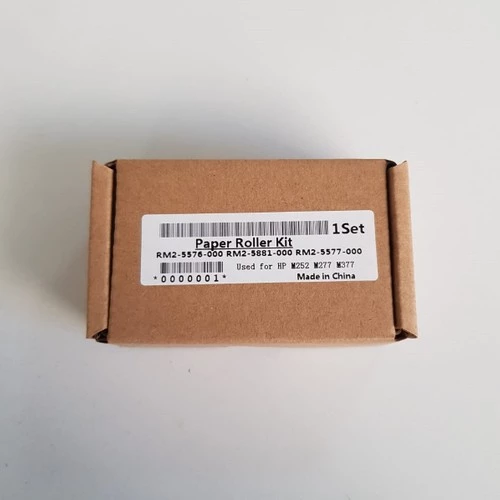 1Set
Paper Roller Kit
RM2-5576-000 RM2-5881-000 RM2-5577-000
Used for HP M252 M277 M377
*0000001*
Made in China